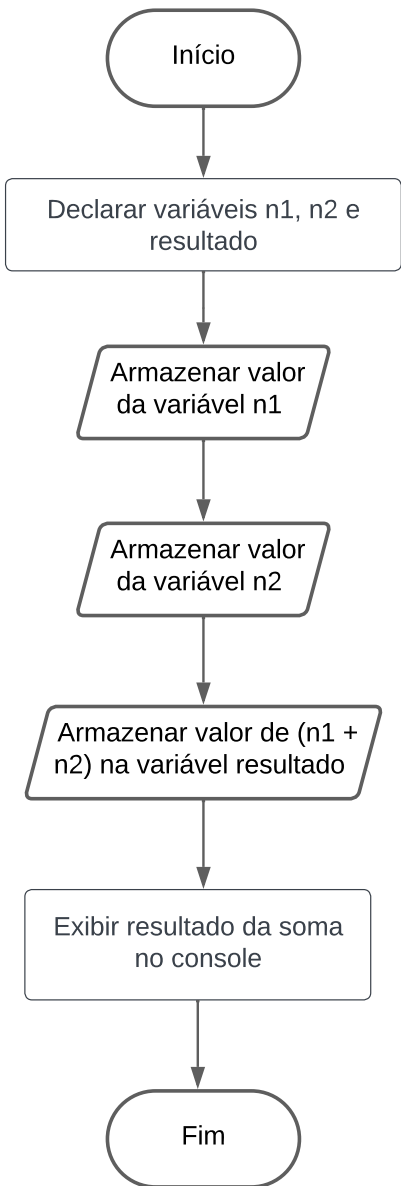 Início
Declarar variáveis n1, n2 e
resultado
Armazenar valor
da variável n1
Armazenar valor
da variável n2
Armazenar valor de (n1 +
n2) na variável resultado
Exibir resultado da soma
no console
Fim